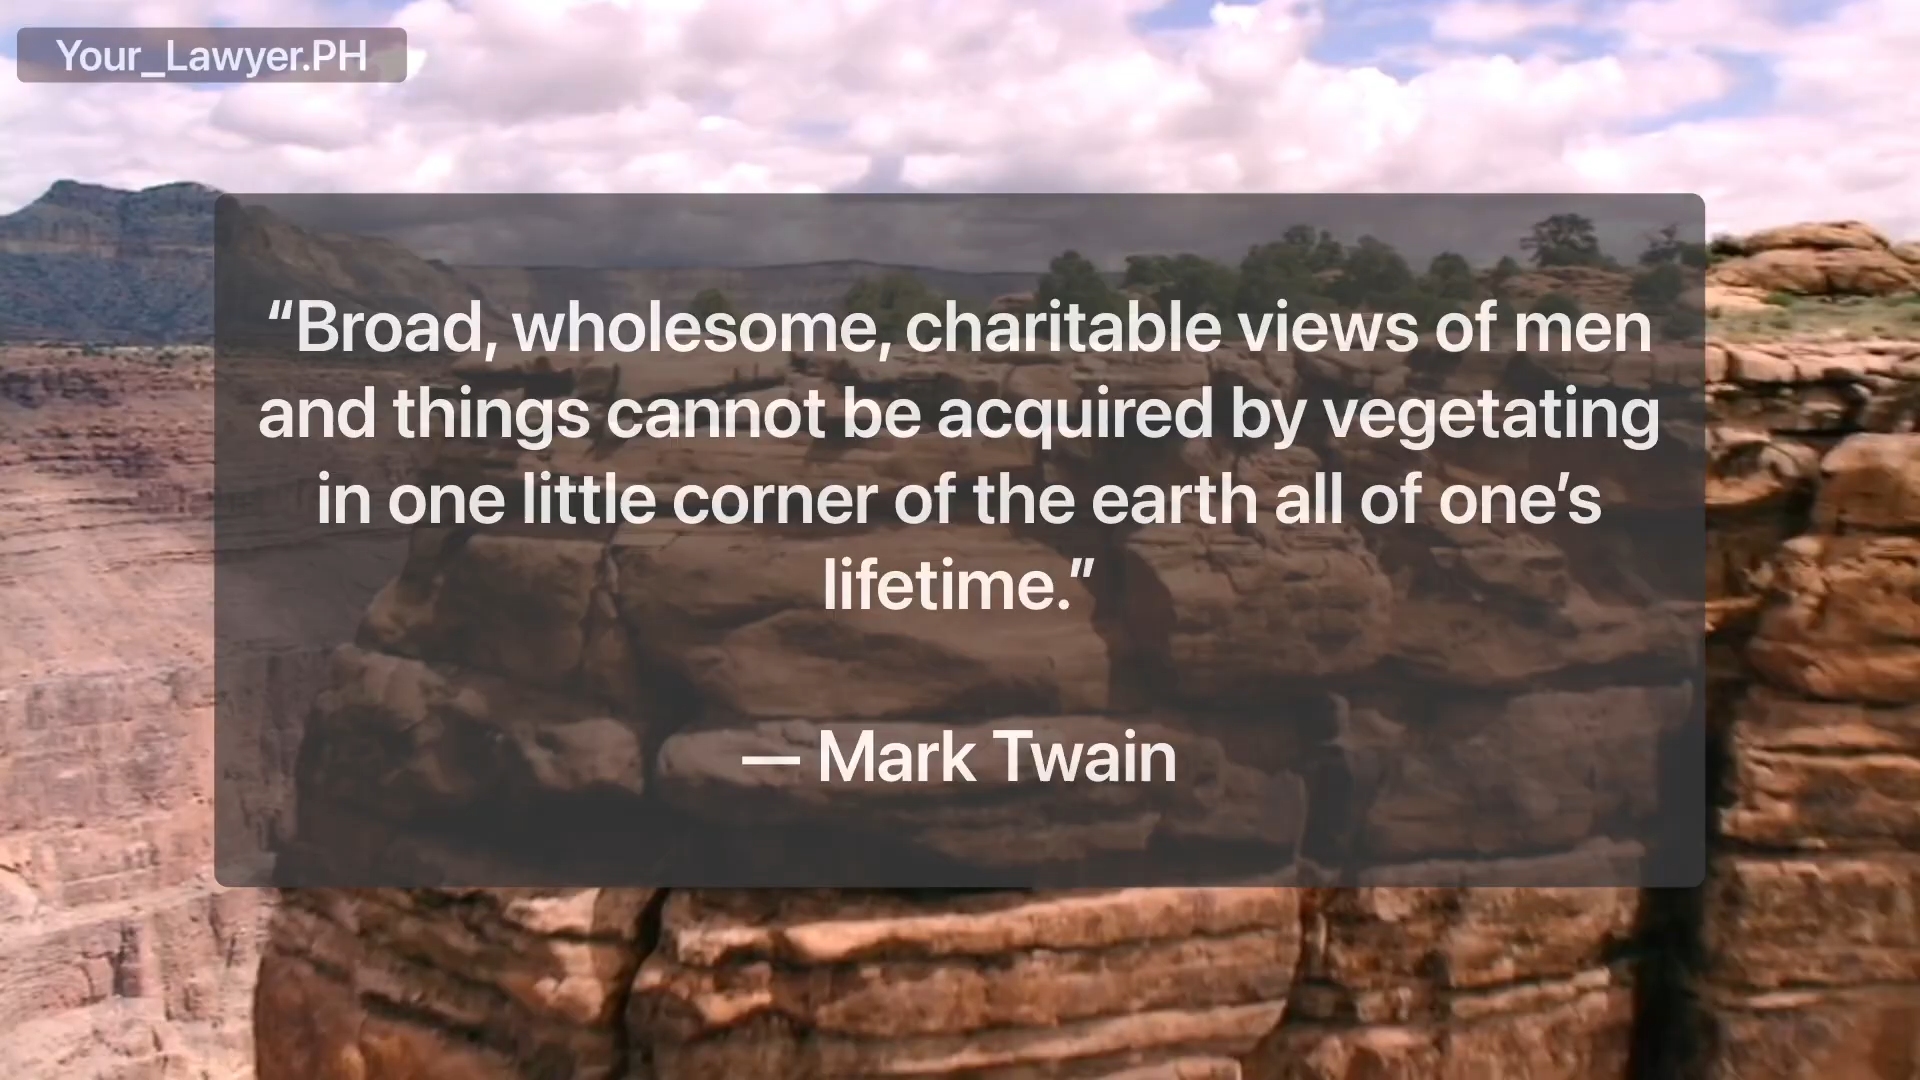 Your_Lawyer.PH
“Broad, wholesome, charitable views of men
and things cannot be acquired by vegetating
in one little corner of the earth all of one’s
lifetime.”
— Mark Twain